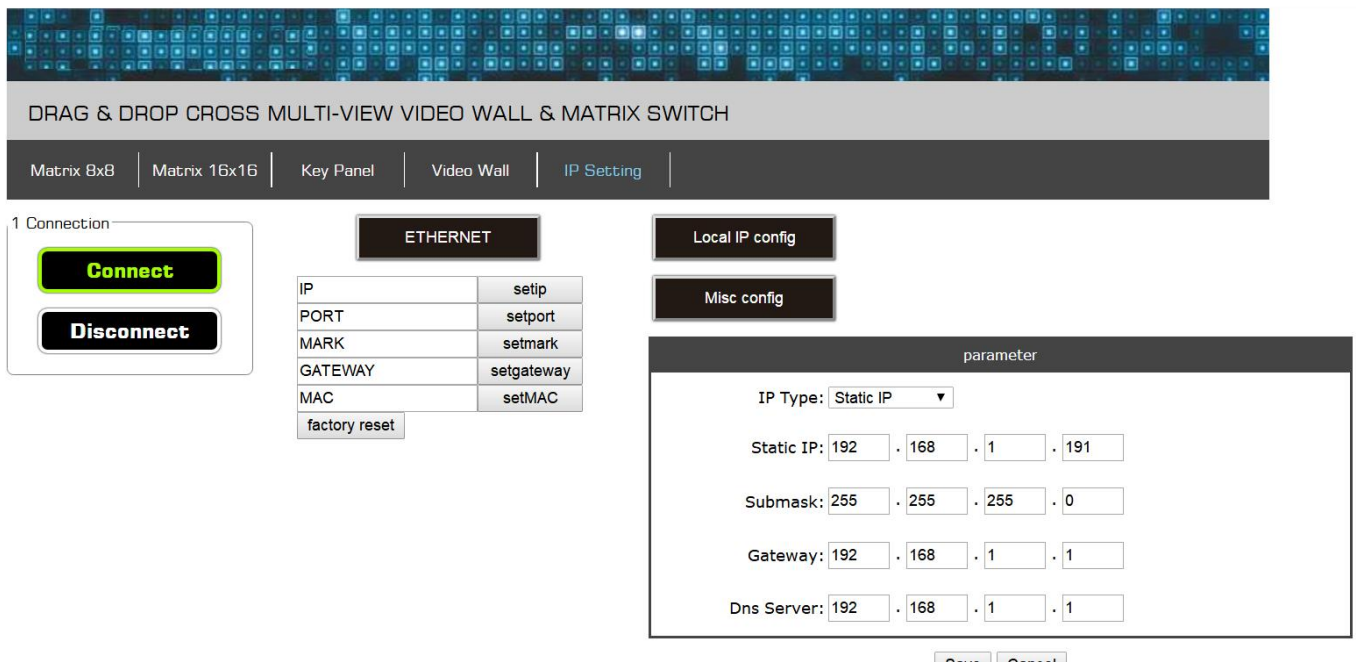 DRAG & DROP CROSS MULTI-VIEW VIDEO WALL & MATRIX SWITCH
Matrix 8x8 Matrix 16x16 Key Panel Video Wall IP Setting
1 Connection
Connect
Disconnect
ETHERNET
IP setip
PORT setport
MARK setmark
GATEWAY setgateway
MAC setMAC
factory reset
Local IP config
Misc config
parameter
IP Type: Static IP
Static IP: 192 . 168 . 1 . 191
Submask: 255 . 255 . 255 . 0
Gateway: 192 . 168 . 1 . 1
Dns Server: 192 . 168 . 1 . 1
Save Cancel